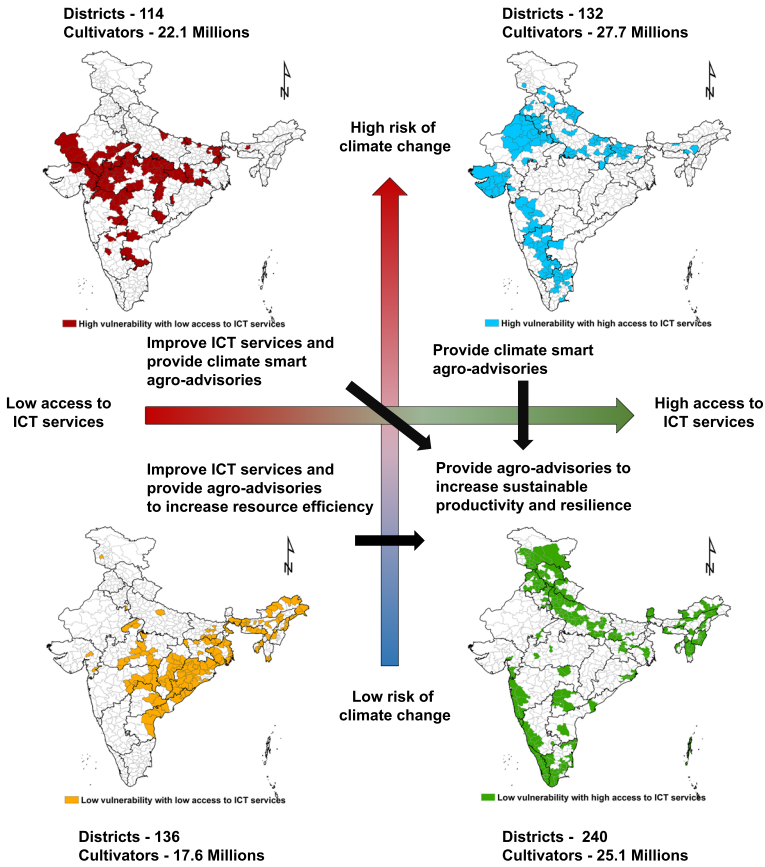 Districts - 114
Cultivators - 22.1 Millions
Districts - 132
Cultivators - 27.7 Millions
N
High risk of
climate change
N
High vulnerability with low access to ICT services
High vulnerability with high access to ICT services
Improve ICT services and
provide climate smart
agro-advisories
Provide climate smart
agro-advisories
Low access to
ICT services
High access to
ICT services
Improve ICT services and
provide agro-advisories
to increase resource efficiency
Provide agro-advisories to
increase sustainable
productivity and resilience
N
N
Low risk of
climate change
Low vulnerability with low access to ICT services
Low vulnerability with high access to ICT services
Districts - 136
Cultivators - 17.6 Millions
Districts - 240
Cultivators - 25.1 Millions